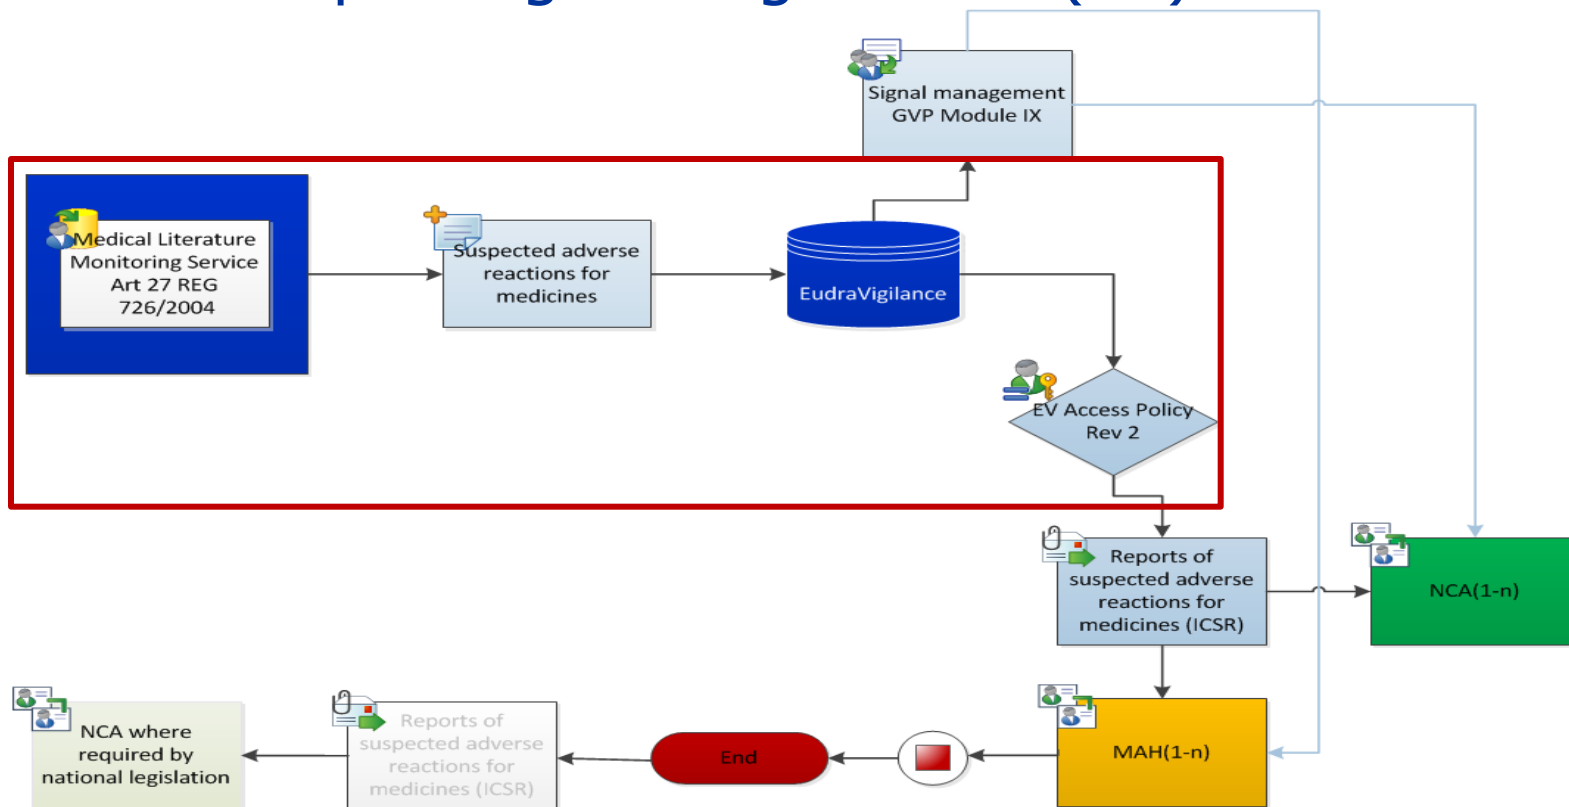 Signal management
GVP Module IX
Medical Literature
Monitoring Service
Art 27 REG
726/2004
Suspected adverse
reactions for
medicines
EudraVigilance
EV Access Policy
Rev 2
Reports of
suspected adverse
reactions for
medicines (ICSR)
NCA(1-n)
NCA where
required by
national legislation
Reports of
suspected adverse
reactions for
medicines (ICSR)
End
MAH(1-n)